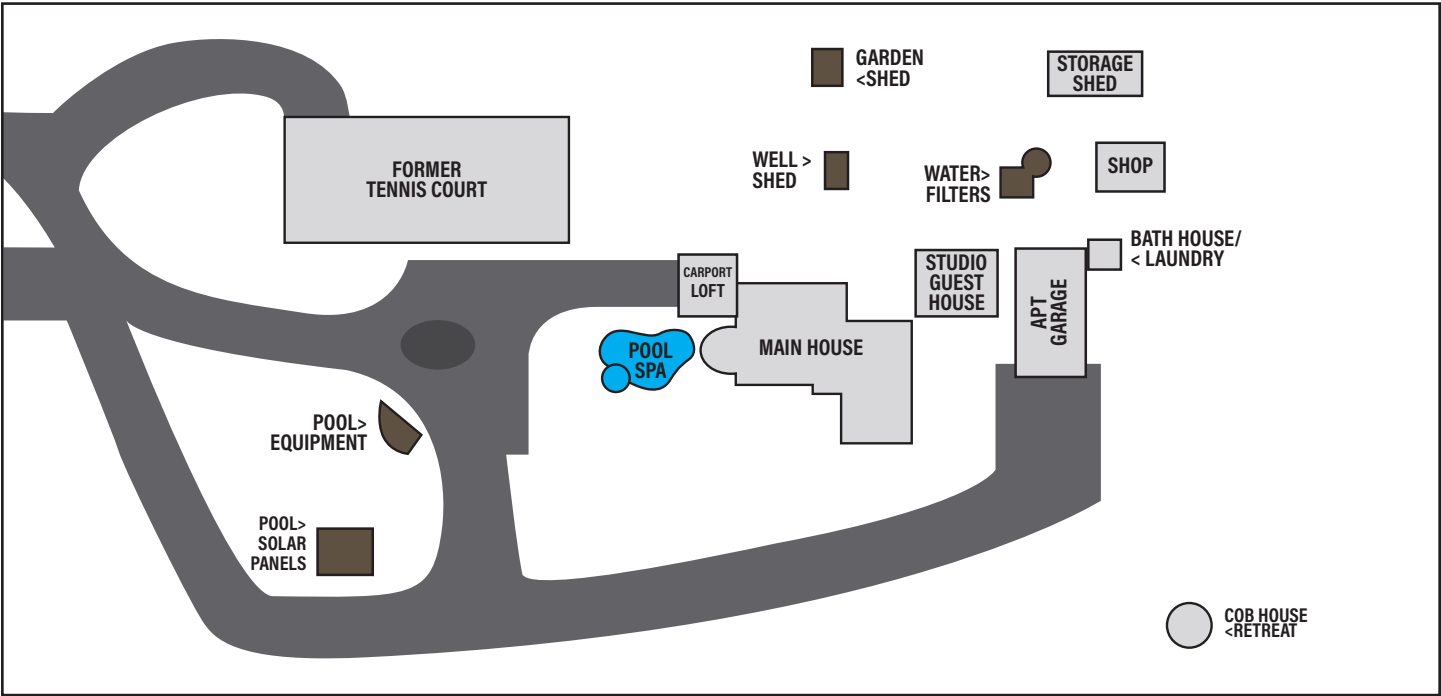 GARDEN
<SHED
STORAGE
SHED
FORMER
TENNIS COURT
WELL >
SHED
WATER>
FILTERS
SHOP
BATH HOUSE/
< LAUNDRY
CARPORT
LOFT
STUDIO
GUEST
HOUSE
APT
GARAGE
POOL
SPA
MAIN HOUSE
POOL>
EQUIPMENT
POOL>
SOLAR
PANELS
COB HOUSE
<RETREAT